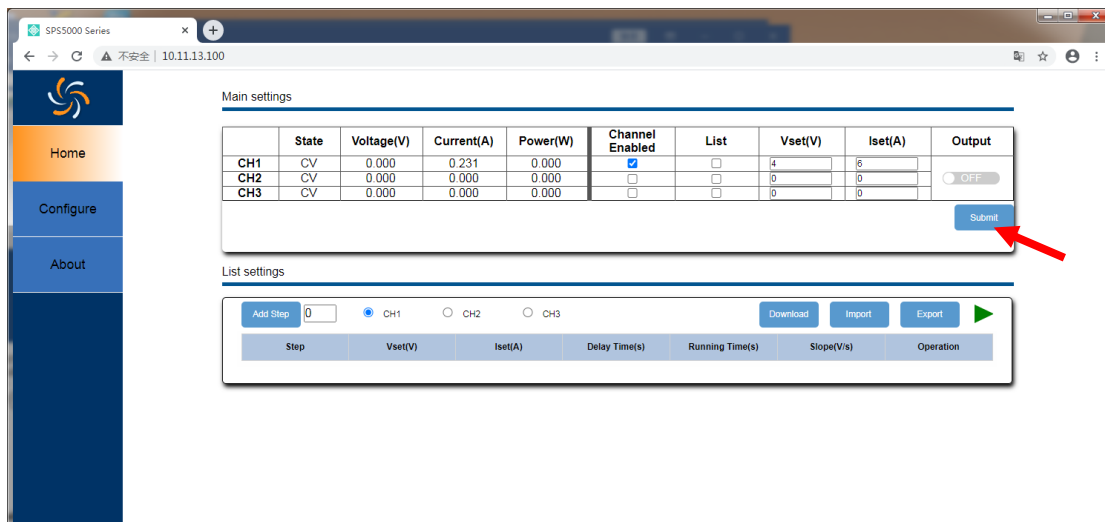 SPS5000 Series
不安全 | 10.11.13.100
Main settings
State Voltage(V) Current(A) Power(W) Channel Enabled List Vset(V) Iset(A) Output
CH1 CV 0.000 0.231 0.000 4 6
CH2 CV 0.000 0.000 0.000 0 0 OFF
CH3 CV 0.000 0.000 0.000 0 0
Submit
Home
Configure
About
List settings
Add Step 0 CH1 CH2 CH3 Download Import Export
Step Vset(V) Iset(A) Delay Time(s) Running Time(s) Slope(V/s) Operation